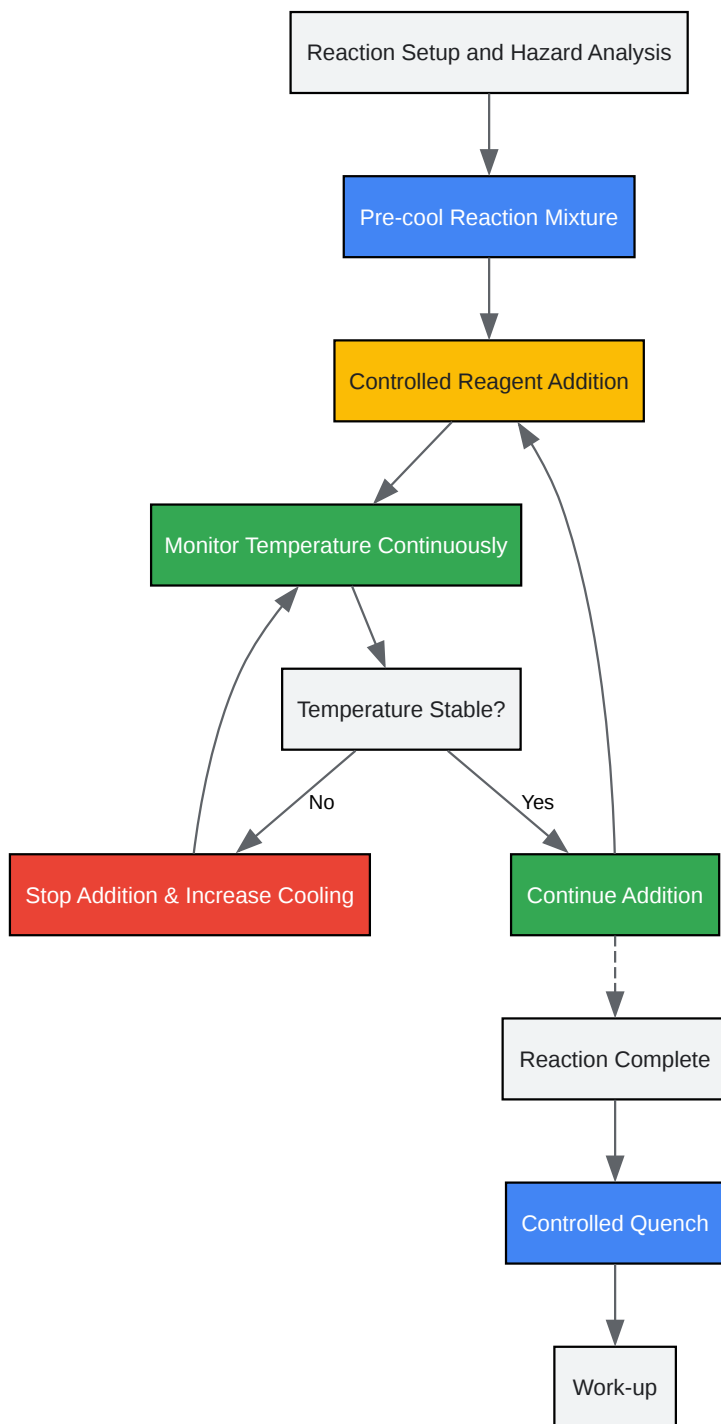 Reaction Setup and Hazard Analysis
Pre-cool Reaction Mixture
Controlled Reagent Addition
Monitor Temperature Continuously
Temperature Stable?
No
Yes
Stop Addition & Increase Cooling
Continue Addition
Reaction Complete
Controlled Quench
Work-up